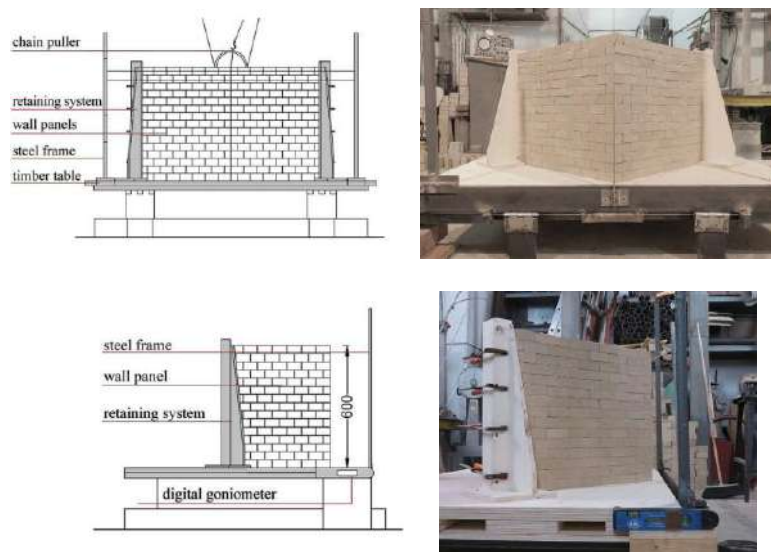 chain puller
retaining system
wall panels
steel frame
timber table
steel frame
wall panel
retaining system
600
digital goniometer